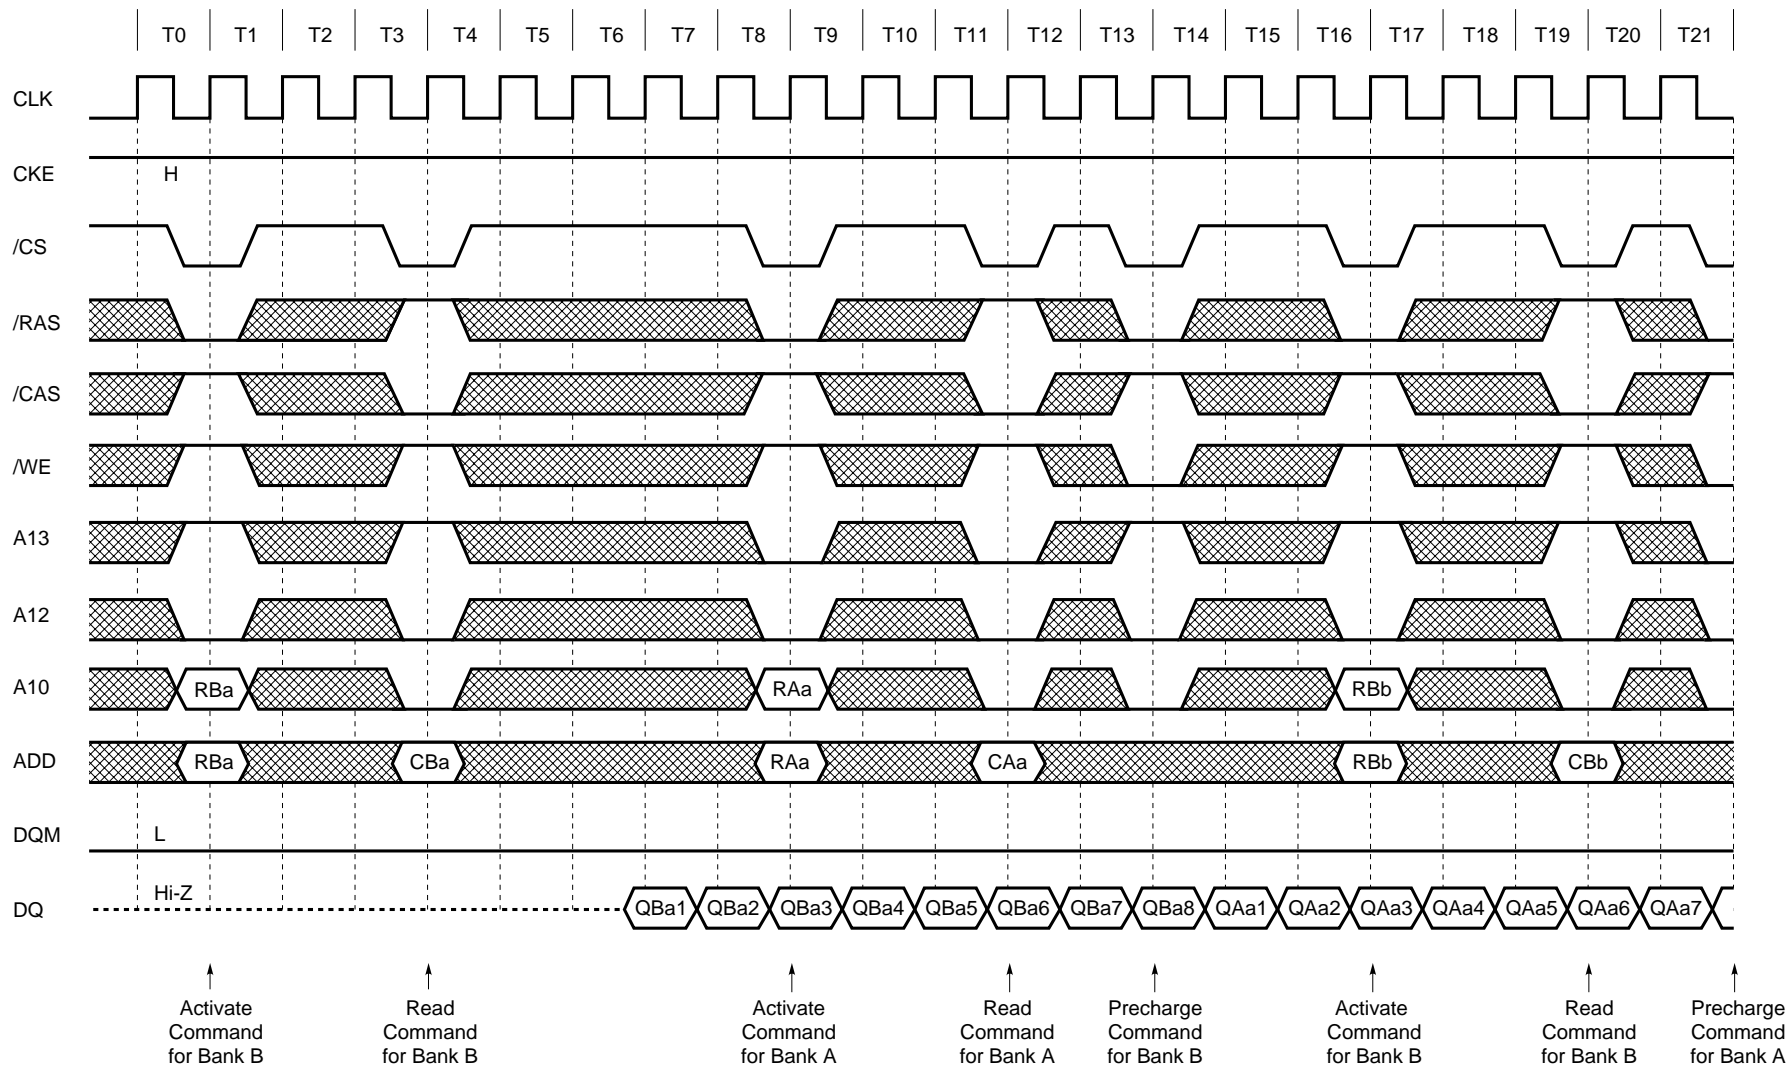 T0 T1 T2 T3 T4 T5 T6 T7 T8 T9 T10 T11 T12 T13 T14 T15 T16 T17 T18 T19 T20 T21
CLK
CKE H
/CS
/RAS
/CAS
/WE
A13
A12
A10 RBa RAa RBb
ADD RBa CBa RAa CAa RBb CBb
DQM L
Hi-Z
DQ QBa1 QBa2 QBa3 QBa4 QBa5 QBa6 QBa7 QBa8 QAa1 QAa2 QAa3 QAa4 QAa5 QAa6 QAa7
Activate
Command
for Bank B
Read
Command
for Bank B
Activate
Command
for Bank A
Read
Command
for Bank A
Precharge
Command
for Bank B
Activate
Command
for Bank B
Read
Command
for Bank B
Precharge
Command
for Bank A